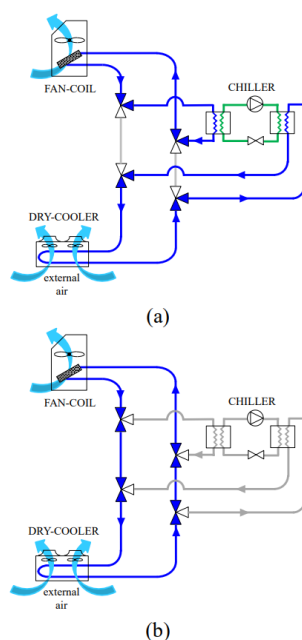 FAN-COIL
CHILLER
DRY-COOLER
external
air
(a)
FAN-COIL
CHILLER
DRY-COOLER
external
air
(b)